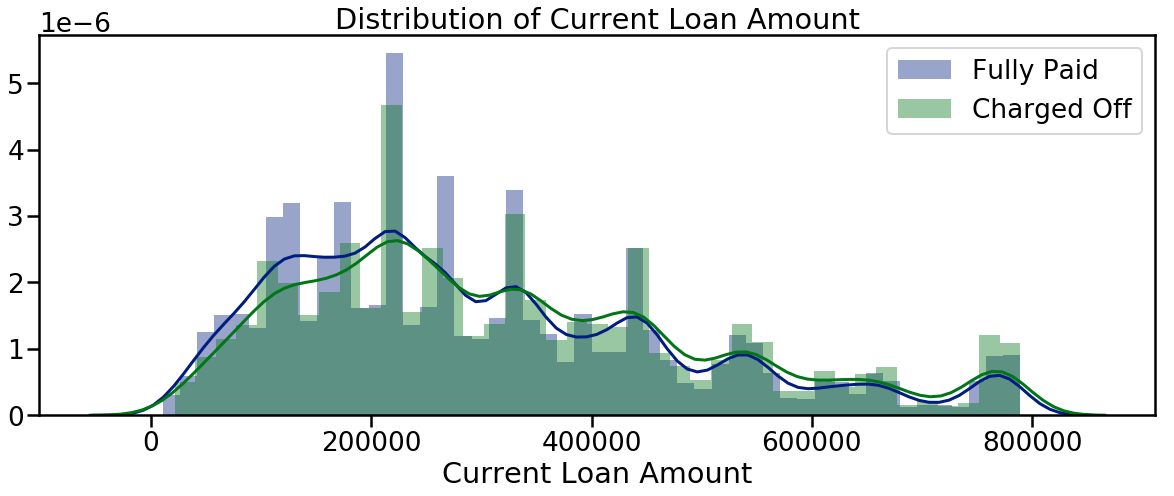 Distribution of Current Loan Amount
1e−6
Fully Paid
Charged Off
5
4
3
2
1
0
0 200000 400000 600000 800000
Current Loan Amount